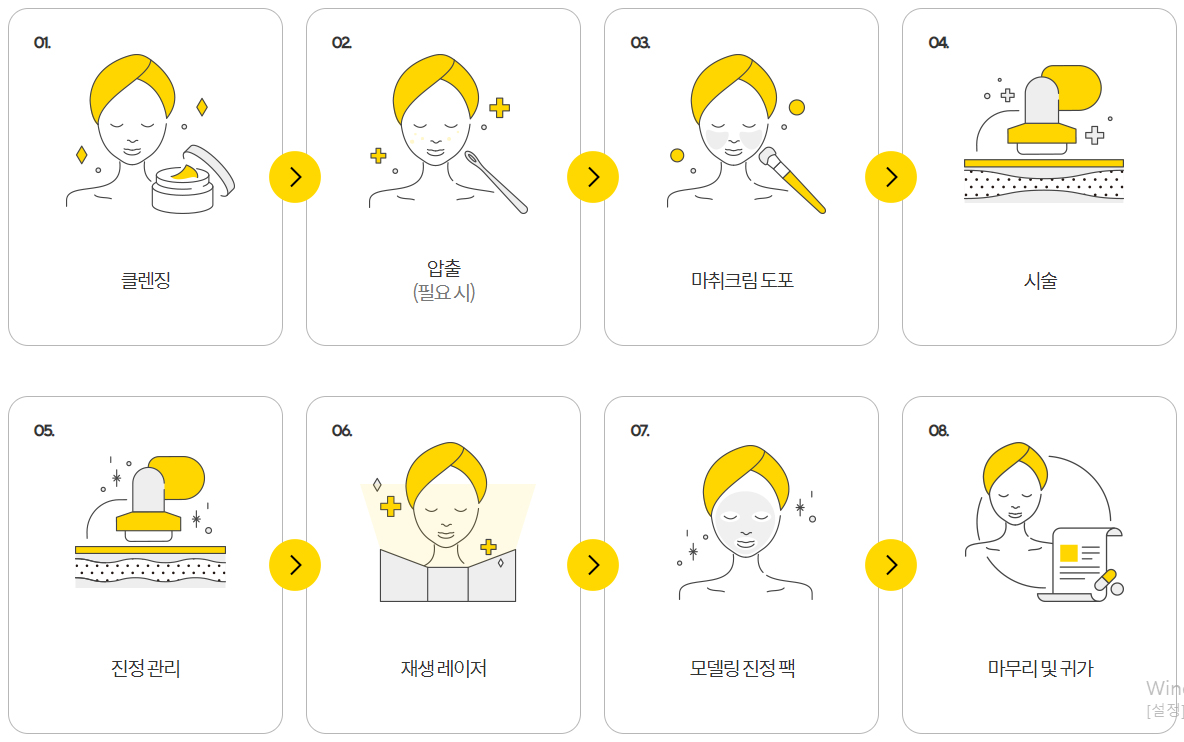 01.
클렌징
02.
압출
(필요 시)
03.
마취크림 도포
04.
시술
05.
진정 관리
06.
재생 레이저
07.
모델링 진정 팩
08.
마무리 및 귀가
[설정]